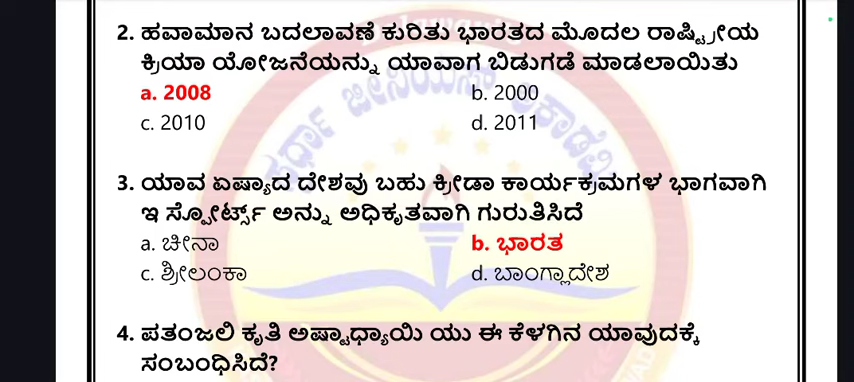 2. ಹವಾಮಾನ ಬದಲಾವಣೆ ಕುರಿತು ಭಾರತದ ಮೊದಲ ರಾಷ್ಟ್ರೀಯ
ಕ್ರಿಯಾ ಯೋಜನೆಯನ್ನು ಯಾವಾಗ ಬಿಡುಗಡೆ ಮಾಡಲಾಯಿತು
a. 2008 b. 2000
c. 2010 d. 2011
3. ಯಾವ ಏಷ್ಯಾದ ದೇಶವು ಬಹು ಕ್ರೀಡಾ ಕಾರ್ಯಕ್ರಮಗಳ ಭಾಗವಾಗಿ
ಇ ಸ್ಪೋರ್ಟ್ಸ್ ಅನ್ನು ಅಧಿಕೃತವಾಗಿ ಗುರುತಿಸಿದೆ
a. ಚೀನಾ b. ಭಾರತ
c. ಶ್ರೀಲಂಕಾ d. ಬಾಂಗ್ಲಾದೇಶ
4. ಪತಂಜಲಿ ಕೃತಿ ಅಷ್ಟಾಧ್ಯಾಯಿ ಯು ಈ ಕೆಳಗಿನ ಯಾವುದಕ್ಕೆ
ಸಂಬಂಧಿಸಿದೆ?